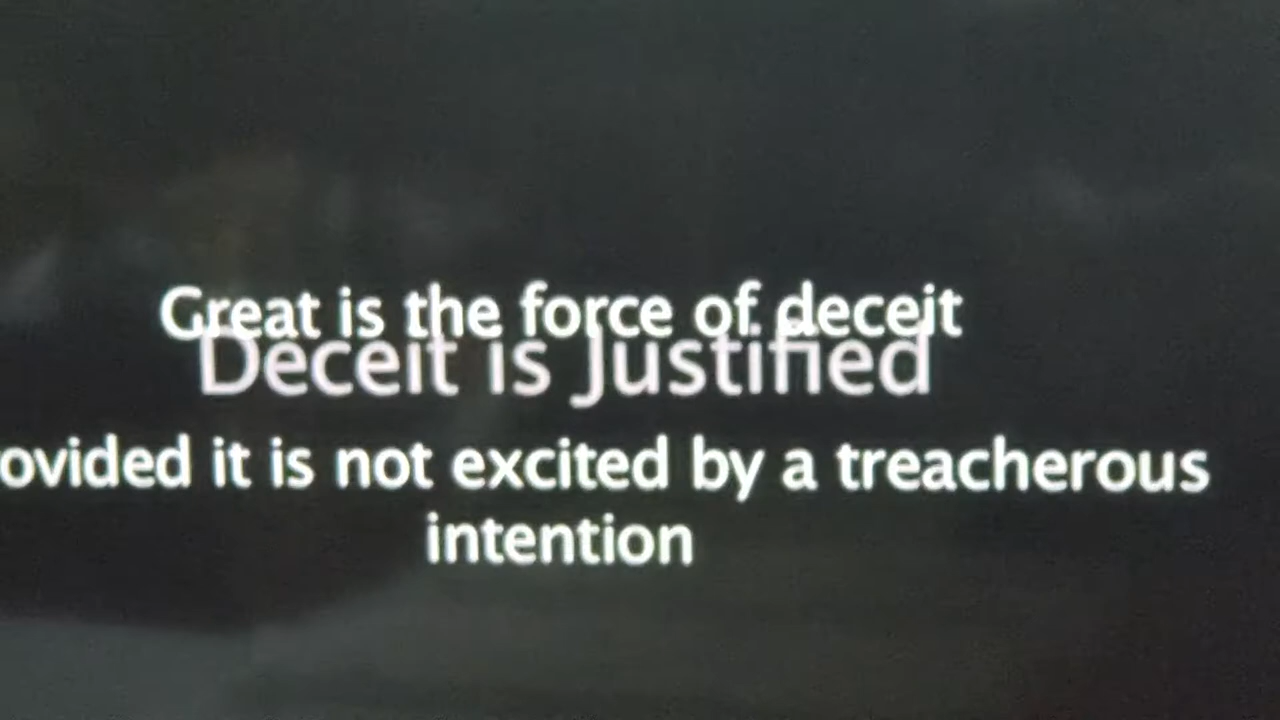 Great is the force of deceit
Deceit is Justified
ovided it is not excited by a treacherous
intention